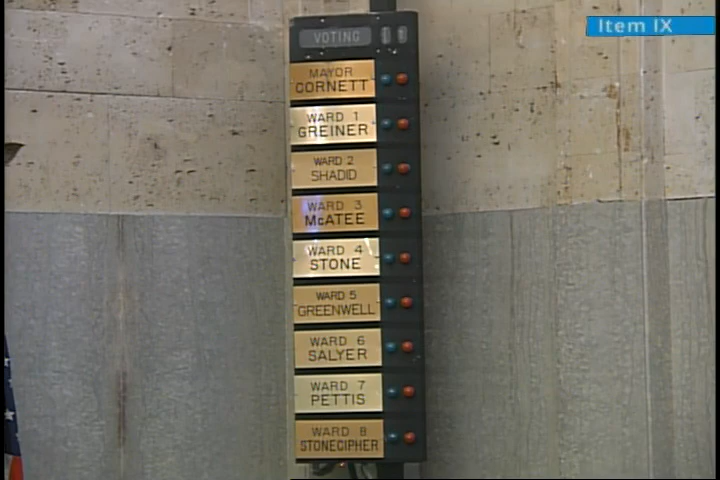 Item IX
VOTING
MAYOR
CORNETT
WARD 1
GREINER
WARD 2
SHADID
WARD 3
McATEE
WARD 4
STONE
WARD 5
GREENWELL
WARD 6
SALYER
WARD 7
PETTIS
WARD 8
STONECIPHER